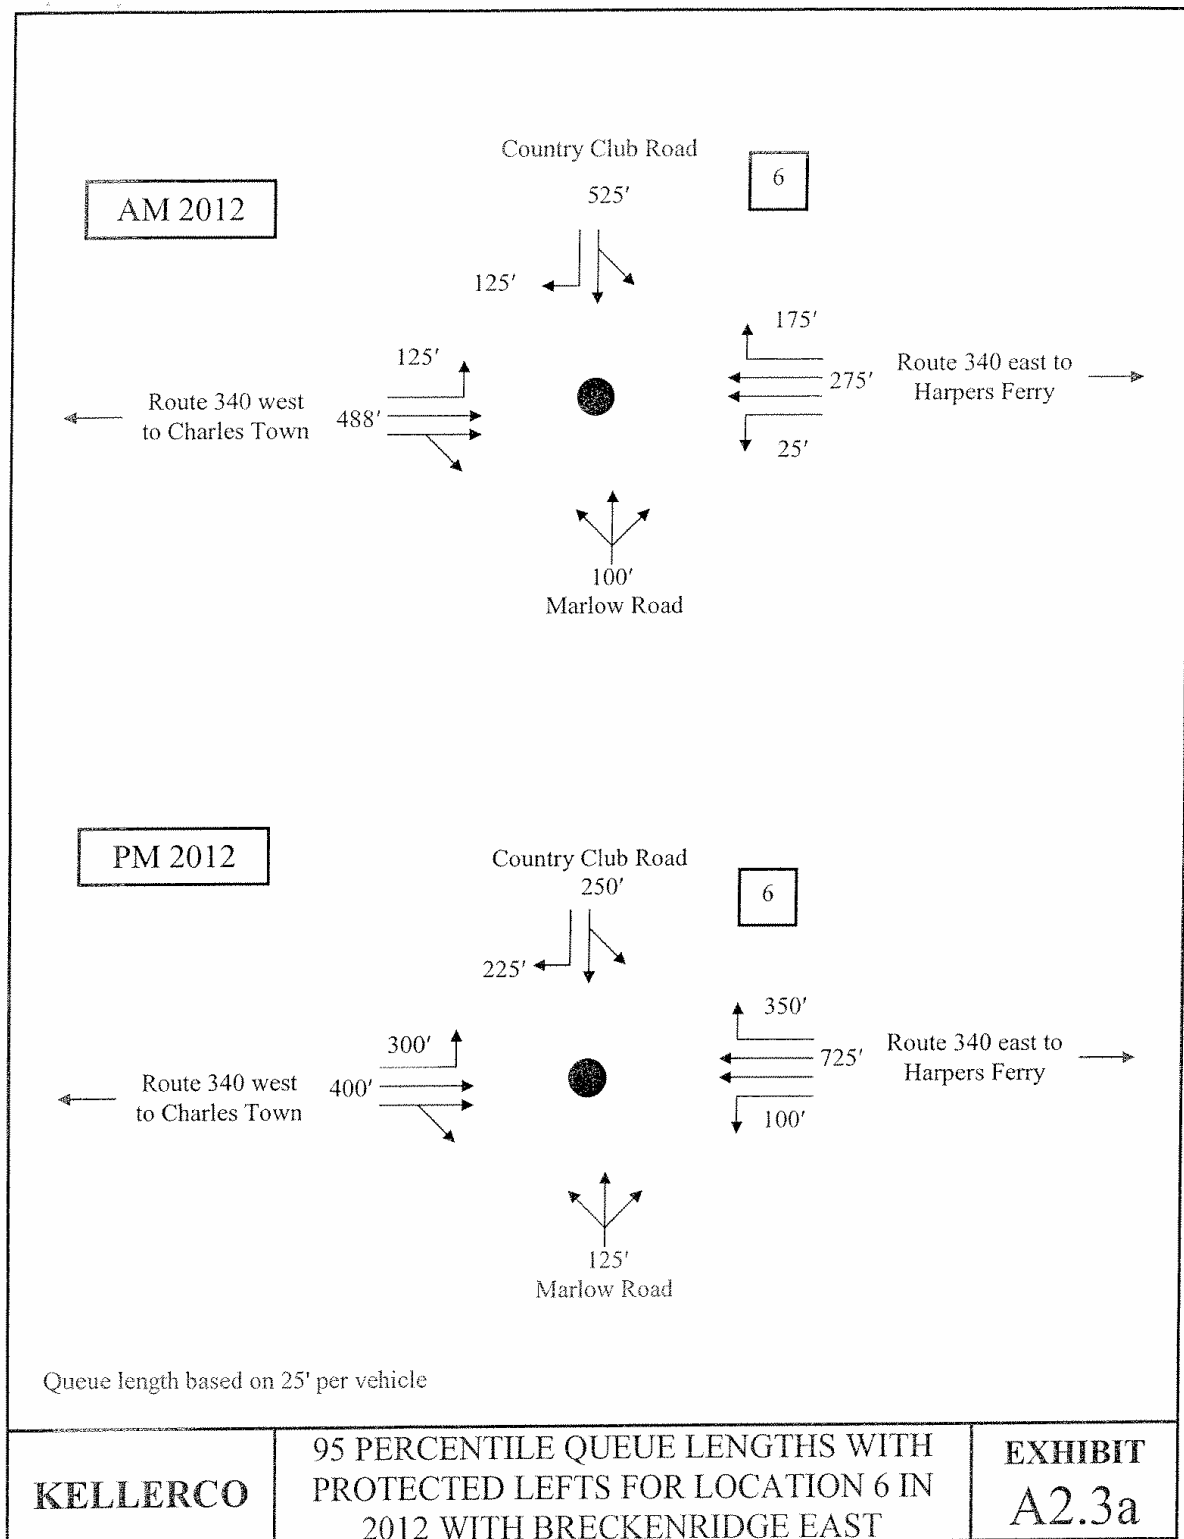 Country Club Road
6
AM 2012
525'
125'
175'
125'
Route 340 east to
Harpers Ferry
275'
Route 340 west
to Charles Town
488'
25'
100'
Marlow Road
PM 2012
Country Club Road
250'
6
225'
350'
300'
Route 340 east to
Harpers Ferry
725'
Route 340 west
to Charles Town
400'
100'
125'
Marlow Road
Queue length based on 25' per vehicle
KELLERCO
95 PERCENTILE QUEUE LENGTHS WITH
PROTECTED LEFTS FOR LOCATION 6 IN
2012 WITH BRECKENRIDGE EAST
EXHIBIT
A2.3a